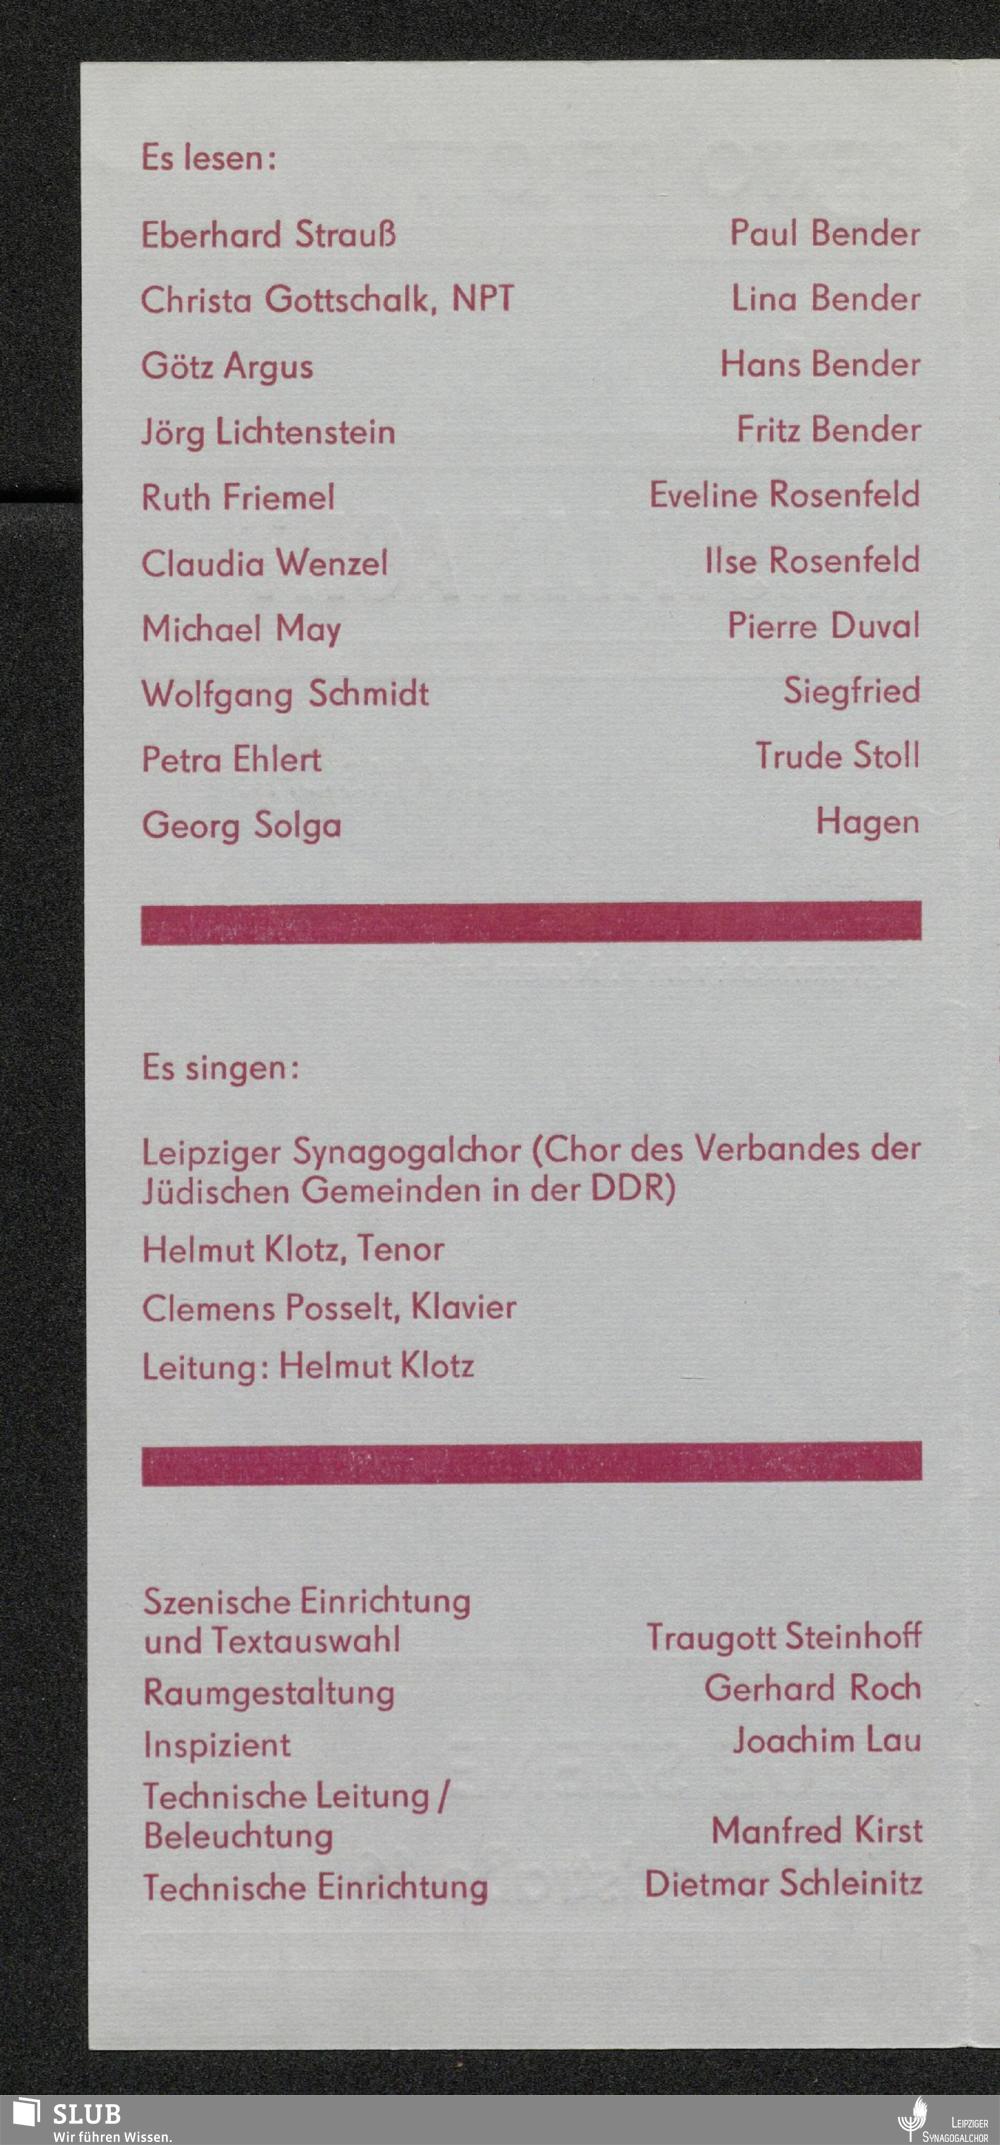 Es lesen:
Eberhard Strauß Paul Bender
Christa Gottschalk, NPT Lina Bender
Götz Argus Hans Bender
Jörg Lichtenstein Fritz Bender
Ruth Friemel Eveline Rosenfeld
Claudia Wenzel Ilse Rosenfeld
Michael May Pierre Duval
Wolfgang Schmidt Siegfried
Petra Ehlert Trude Stoll
Georg Solga Hagen
Es singen:
Leipziger Synagogalchor (Chor des Verbandes der
Jüdischen Gemeinden in der DDR)
Helmut Klotz, Tenor
Clemens Posselt, Klavier
Leitung: Helmut Klotz
Szenische Einrichtung
und Textauswahl Traugott Steinhoff
Raumgestaltung Gerhard Roch
Inspizient Joachim Lau
Technische Leitung /
Beleuchtung Manfred Kirst
Technische Einrichtung Dietmar Schleinitz
SLUB
Wir führen Wissen.
Leipziger
Synagogalchor